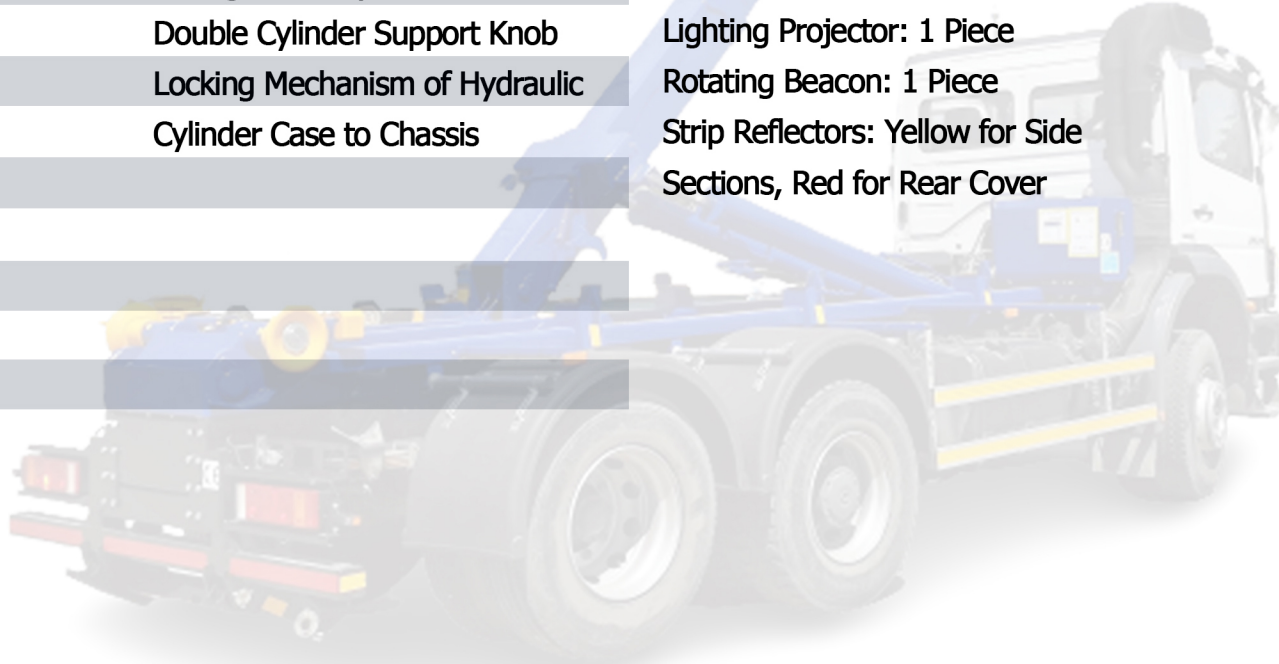 Double Cylinder Support Knob
Locking Mechanism of Hydraulic
Cylinder Case to Chassis
Lighting Projector: 1 Piece
Rotating Beacon: 1 Piece
Strip Reflectors: Yellow for Side
Sections, Red for Rear Cover